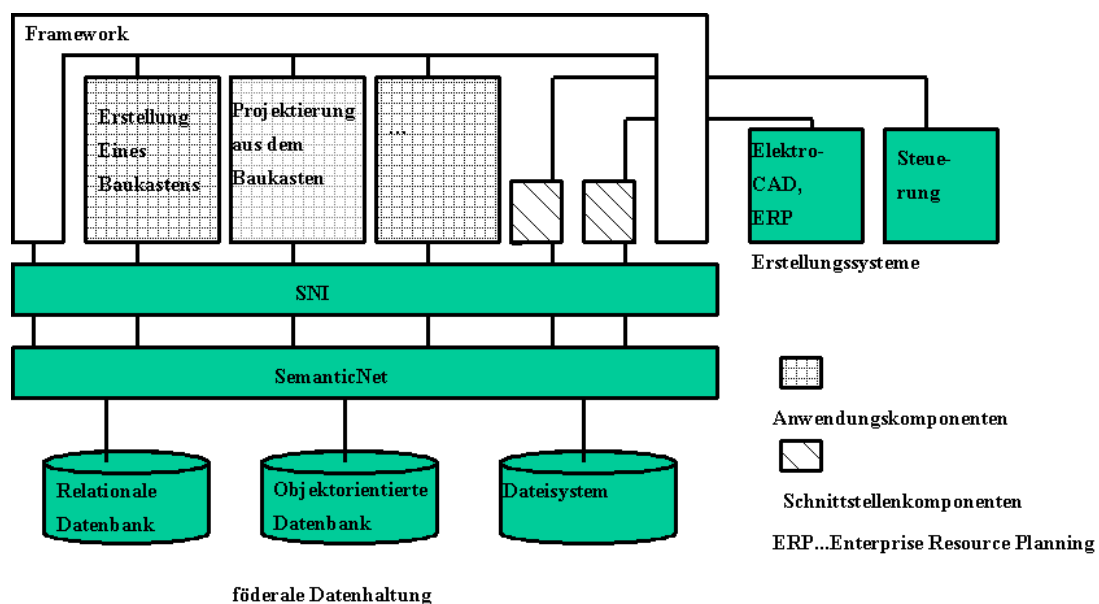 Framework
Erstellung
Eines
Baukastens
Projektierung
aus dem
Baukasten
...
Elektro-
CAD,
ERP
Steue-
rung
Erstellungssysteme
SNI
SemanticNet
Relationale
Datenbank
Objektorientierte
Datenbank
Dateisystem
Anwendungskomponenten
Schnittstellenkomponenten
ERP...Enterprise Resource Planning
föderale Datenhaltung